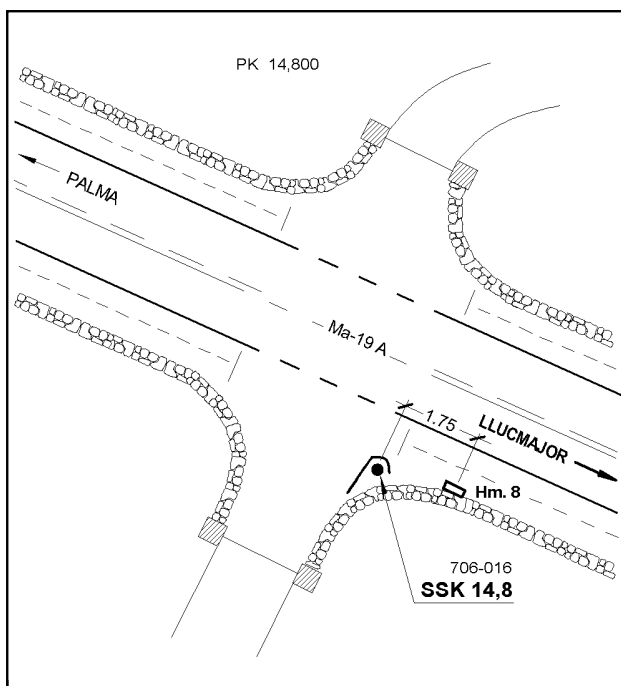 PK 14,800
PALMA
Ma-19 A
1.75
LLUCMAJOR
Hm. 8
706-016
SSK 14,8